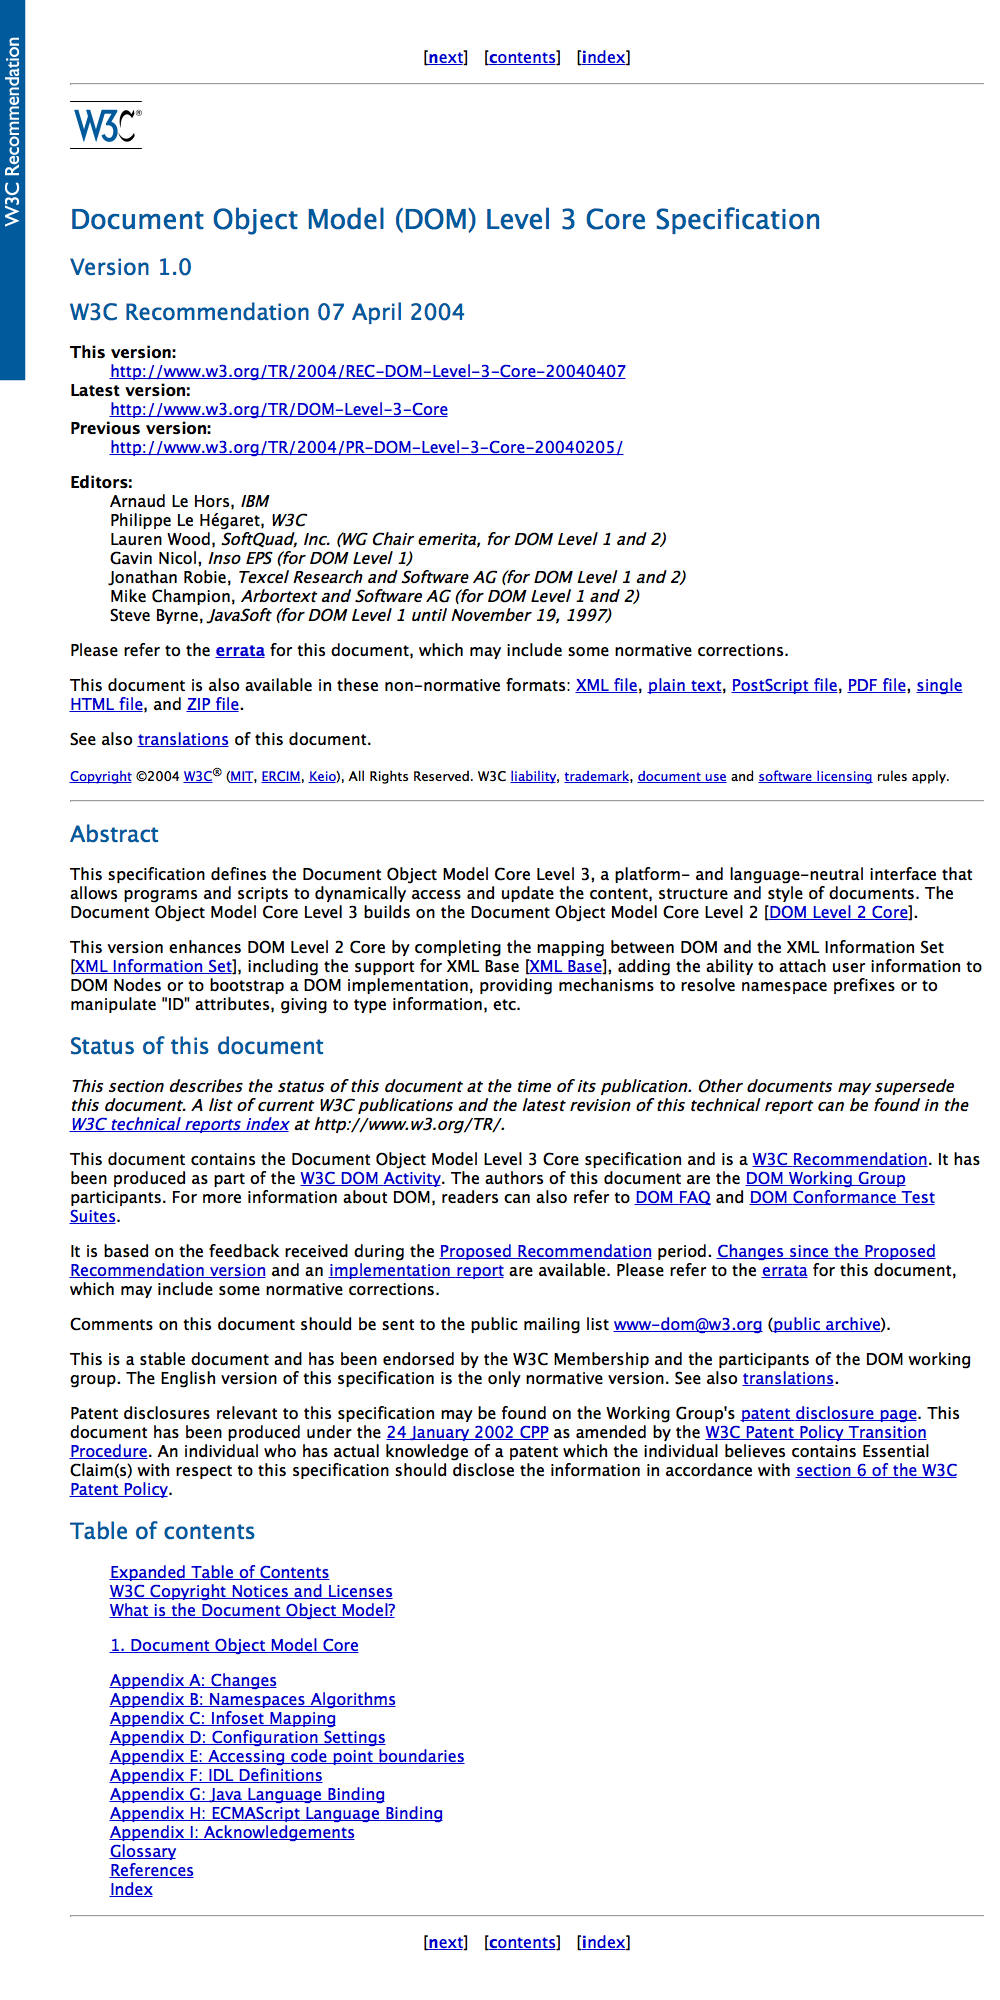 W3C Recommendation
[next] [contents] [index]
W3C®
Document Object Model (DOM) Level 3 Core Specification
Version 1.0
W3C Recommendation 07 April 2004
This version:
http://www.w3.org/TR/2004/REC-DOM-Level-3-Core-20040407
Latest version:
http://www.w3.org/TR/DOM-Level-3-Core
Previous version:
http://www.w3.org/TR/2004/PR-DOM-Level-3-Core-20040205/
Editors:
Arnaud Le Hors, IBM
Philippe Le Hégaret, W3C
Lauren Wood, SoftQuad, Inc. (WG Chair emerita, for DOM Level 1 and 2)
Gavin Nicol, Inso EPS (for DOM Level 1)
Jonathan Robie, Texcel Research and Software AG (for DOM Level 1 and 2)
Mike Champion, Arbortext and Software AG (for DOM Level 1 and 2)
Steve Byrne, JavaSoft (for DOM Level 1 until November 19, 1997)
Please refer to the errata for this document, which may include some normative corrections.
This document is also available in these non-normative formats: XML file, plain text, PostScript file, PDF file, single
HTML file, and ZIP file.
See also translations of this document.
Copyright ©2004 W3C® (MIT, ERCIM, Keio), All Rights Reserved. W3C liability, trademark, document use and software licensing rules apply.
Abstract
This specification defines the Document Object Model Core Level 3, a platform- and language-neutral interface that
allows programs and scripts to dynamically access and update the content, structure and style of documents. The
Document Object Model Core Level 3 builds on the Document Object Model Core Level 2 [DOM Level 2 Core].
This version enhances DOM Level 2 Core by completing the mapping between DOM and the XML Information Set
[XML Information Set], including the support for XML Base [XML Base], adding the ability to attach user information to
DOM Nodes or to bootstrap a DOM implementation, providing mechanisms to resolve namespace prefixes or to
manipulate "ID" attributes, giving to type information, etc.
Status of this document
This section describes the status of this document at the time of its publication. Other documents may supersede
this document. A list of current W3C publications and the latest revision of this technical report can be found in the
W3C technical reports index at http://www.w3.org/TR/.
This document contains the Document Object Model Level 3 Core specification and is a W3C Recommendation. It has
been produced as part of the W3C DOM Activity. The authors of this document are the DOM Working Group
participants. For more information about DOM, readers can also refer to DOM FAQ and DOM Conformance Test
Suites.
It is based on the feedback received during the Proposed Recommendation period. Changes since the Proposed
Recommendation version and an implementation report are available. Please refer to the errata for this document,
which may include some normative corrections.
Comments on this document should be sent to the public mailing list www-dom@w3.org (public archive).
This is a stable document and has been endorsed by the W3C Membership and the participants of the DOM working
group. The English version of this specification is the only normative version. See also translations.
Patent disclosures relevant to this specification may be found on the Working Group's patent disclosure page. This
document has been produced under the 24 January 2002 CPP as amended by the W3C Patent Policy Transition
Procedure. An individual who has actual knowledge of a patent which the individual believes contains Essential
Claim(s) with respect to this specification should disclose the information in accordance with section 6 of the W3C
Patent Policy.
Table of contents
Expanded Table of Contents
W3C Copyright Notices and Licenses
What is the Document Object Model?
1. Document Object Model Core
Appendix A: Changes
Appendix B: Namespaces Algorithms
Appendix C: Infoset Mapping
Appendix D: Configuration Settings
Appendix E: Accessing code point boundaries
Appendix F: IDL Definitions
Appendix G: Java Language Binding
Appendix H: ECMAScript Language Binding
Appendix I: Acknowledgements
Glossary
References
Index
[next] [contents] [index]